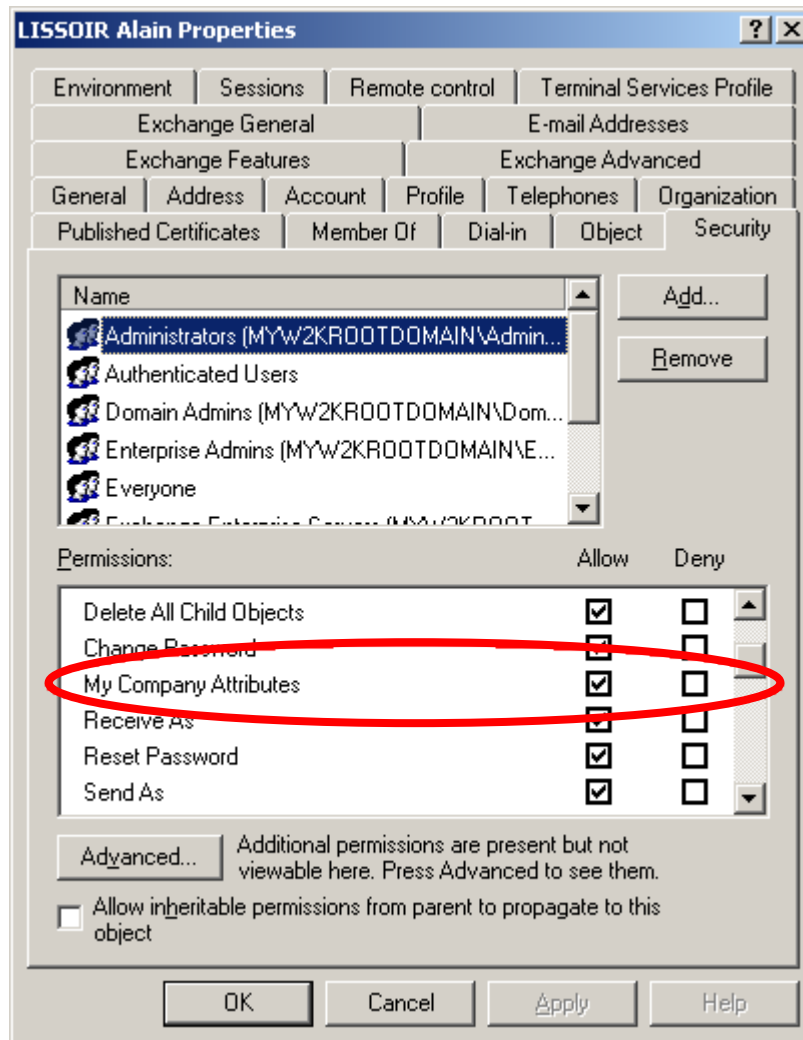 LISSOIR Alain Properties
Environment Sessions Remote control Terminal Services Profile
Exchange General E-mail Addresses
Exchange Features Exchange Advanced
General Address Account Profile Telephones Organization
Published Certificates Member Of Dial-in Object Security
Name
Add...
Administrators (MYW2KROOTDOMAIN\Admin...
Remove
Authenticated Users
Domain Admins (MYW2KROOTDOMAIN\Dom...
Enterprise Admins (MYW2KROOTDOMAIN\E...
Everyone
Exchange Enterprise Servers (MYW2KROOT
Permissions: Allow Deny
Delete All Child Objects
Change Password
My Company Attributes
Receive As
Reset Password
Send As
Advanced...
Additional permissions are present but not
viewable here. Press Advanced to see them.
Allow inheritable permissions from parent to propagate to this
object
OK Cancel Apply Help